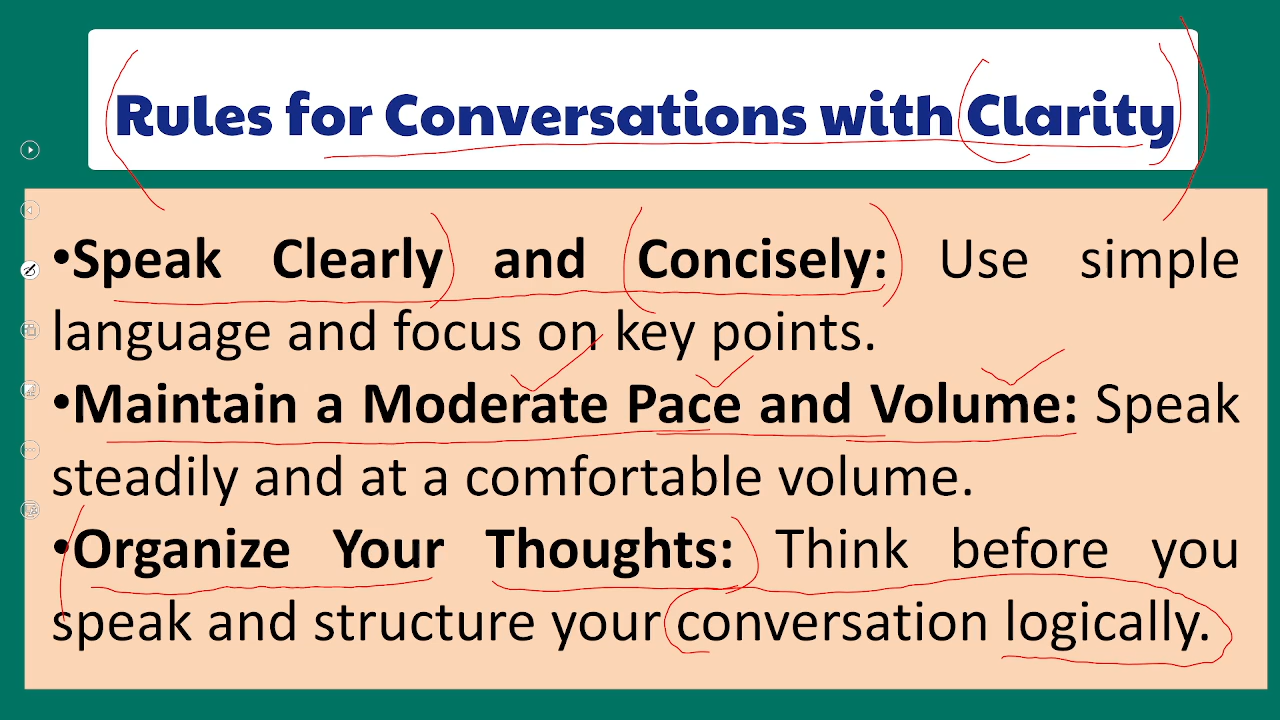 Rules for Conversations with Clarity
•Speak Clearly and Concisely: Use simple
language and focus on key points.
•Maintain a Moderate Pace and Volume: Speak
steadily and at a comfortable volume.
•Organize Your Thoughts: Think before you
speak and structure your conversation logically.